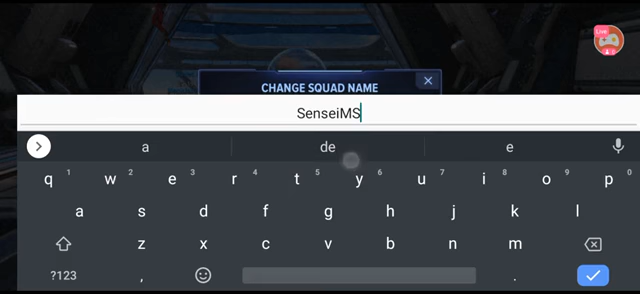 Live
CHANGE SQUAD NAME
SenseiMS
a de e
q 1 w 2 e 3 r 4 t 5 y 6 u 7 i 8 o 9 p 0
a s d f g h j k l
z x c v b n m
?123 , .